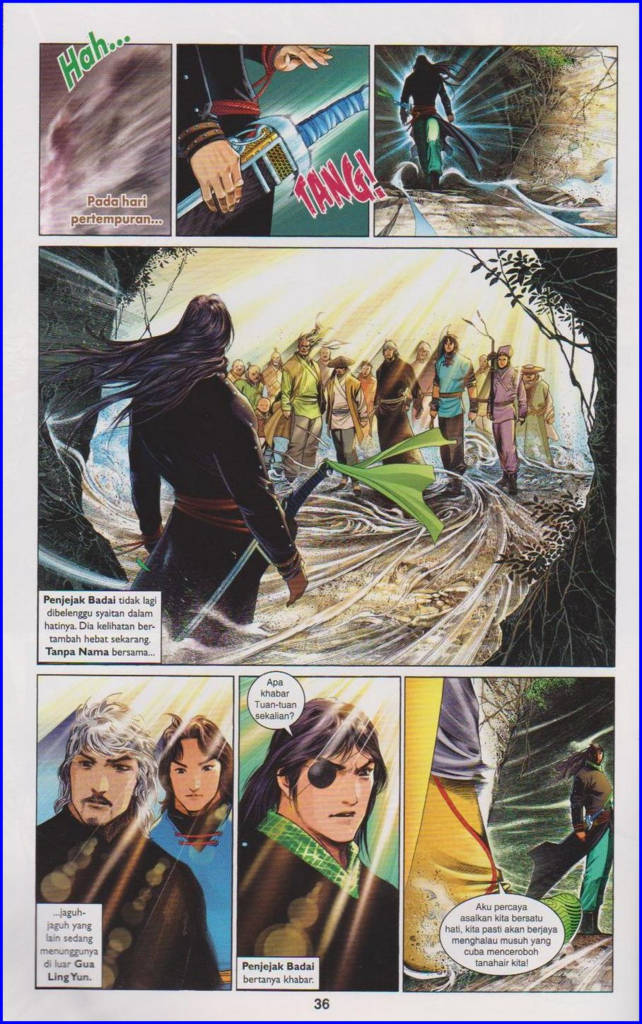 Hah...
Pada hari
pertempuran...
TANG!
Penjejak Badai tidak lagi
dibelenggu syaitan dalam
hatinya. Dia kelihatan ber-
tambah hebat sekarang.
Tanpa Nama bersama...
...jaguh-
jaguh yang
lain sedang
menunggunya
di luar Gua
Ling Yun.
Apa
khabar
Tuan-tuan
sekalian?
Penjejak Badai
bertanya khabar.
Aku percaya
asalkan kita bersatu
hati, kita pasti akan berjaya
menghalau musuh yang
cuba menceroboh
tanahair kita!
36